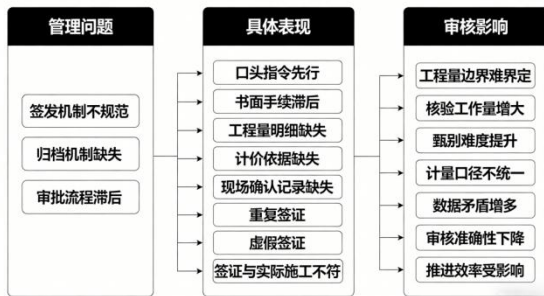 管理问题
签发机制不规范
归档机制缺失
审批流程滞后
具体表现
口头指令先行
书面手续滞后
工程量明细缺失
计价依据缺失
现场确认记录缺失
重复签证
虚假签证
签证与实际施工不符
审核影响
工程量边界难界定
核验工作量增大
甄别难度提升
计量口径不统一
数据矛盾增多
审核准确性下降
推进效率受影响